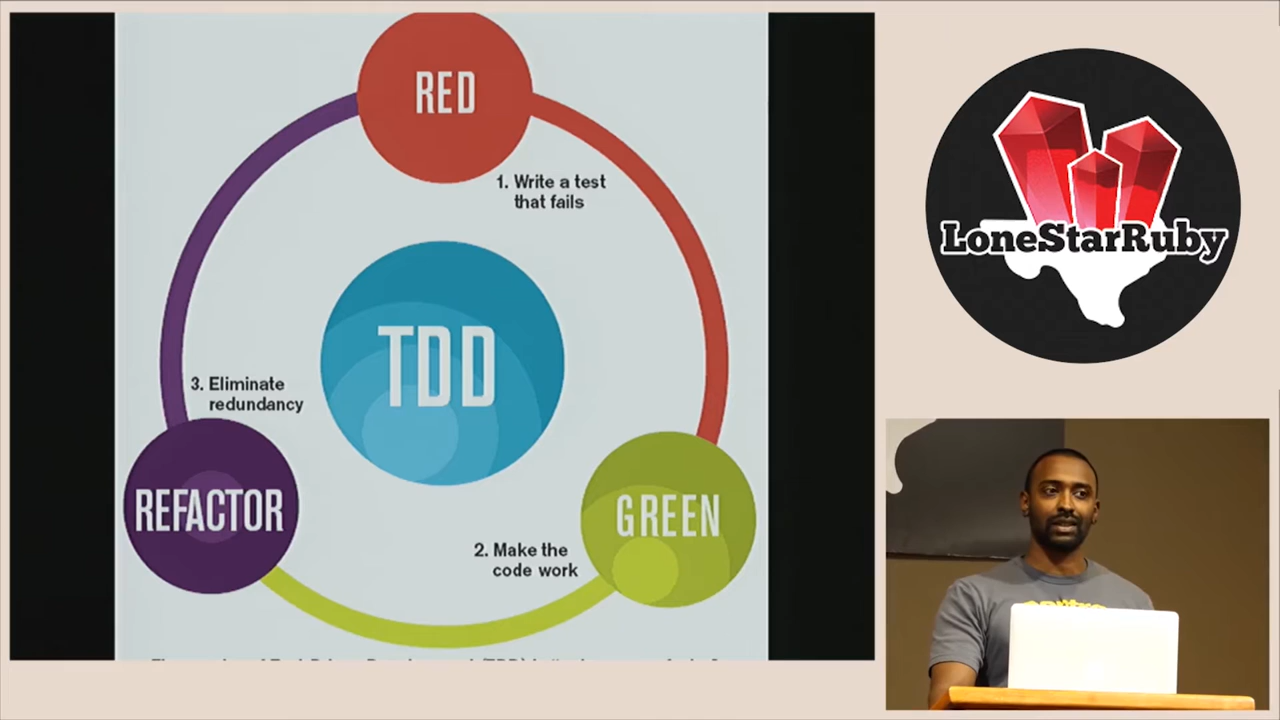 RED
1. Write a test
that fails
TDD
3. Eliminate
redundancy
REFACTOR
GREEN
2. Make the
code work
LoneStarRuby